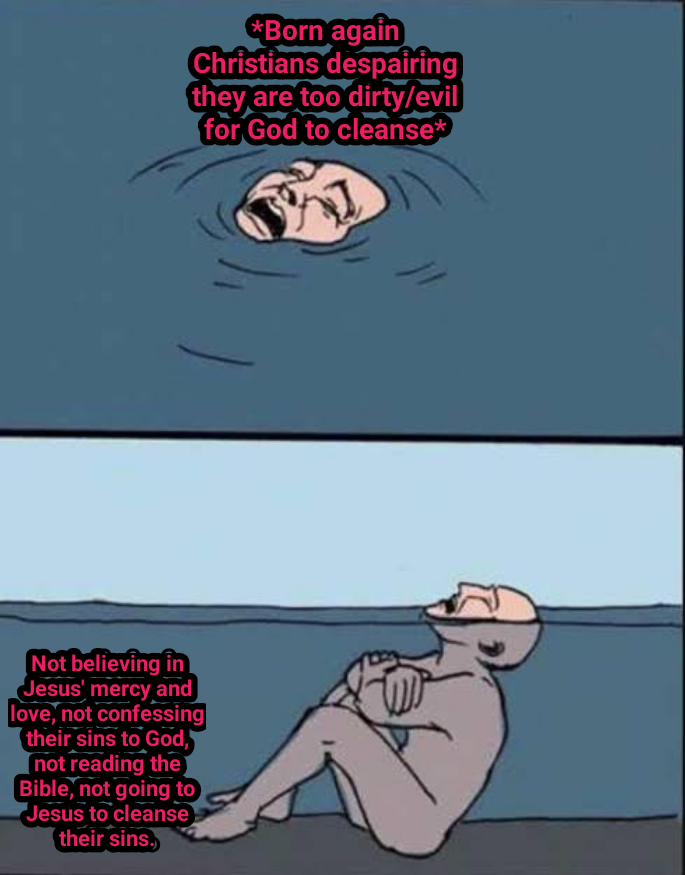 *Born again
Christians despairing
they are too dirty/evil
for God to cleanse*
Not believing in
Jesus' mercy and
love, not confessing
their sins to God,
not reading the
Bible, not going to
Jesus to cleanse
their sins.